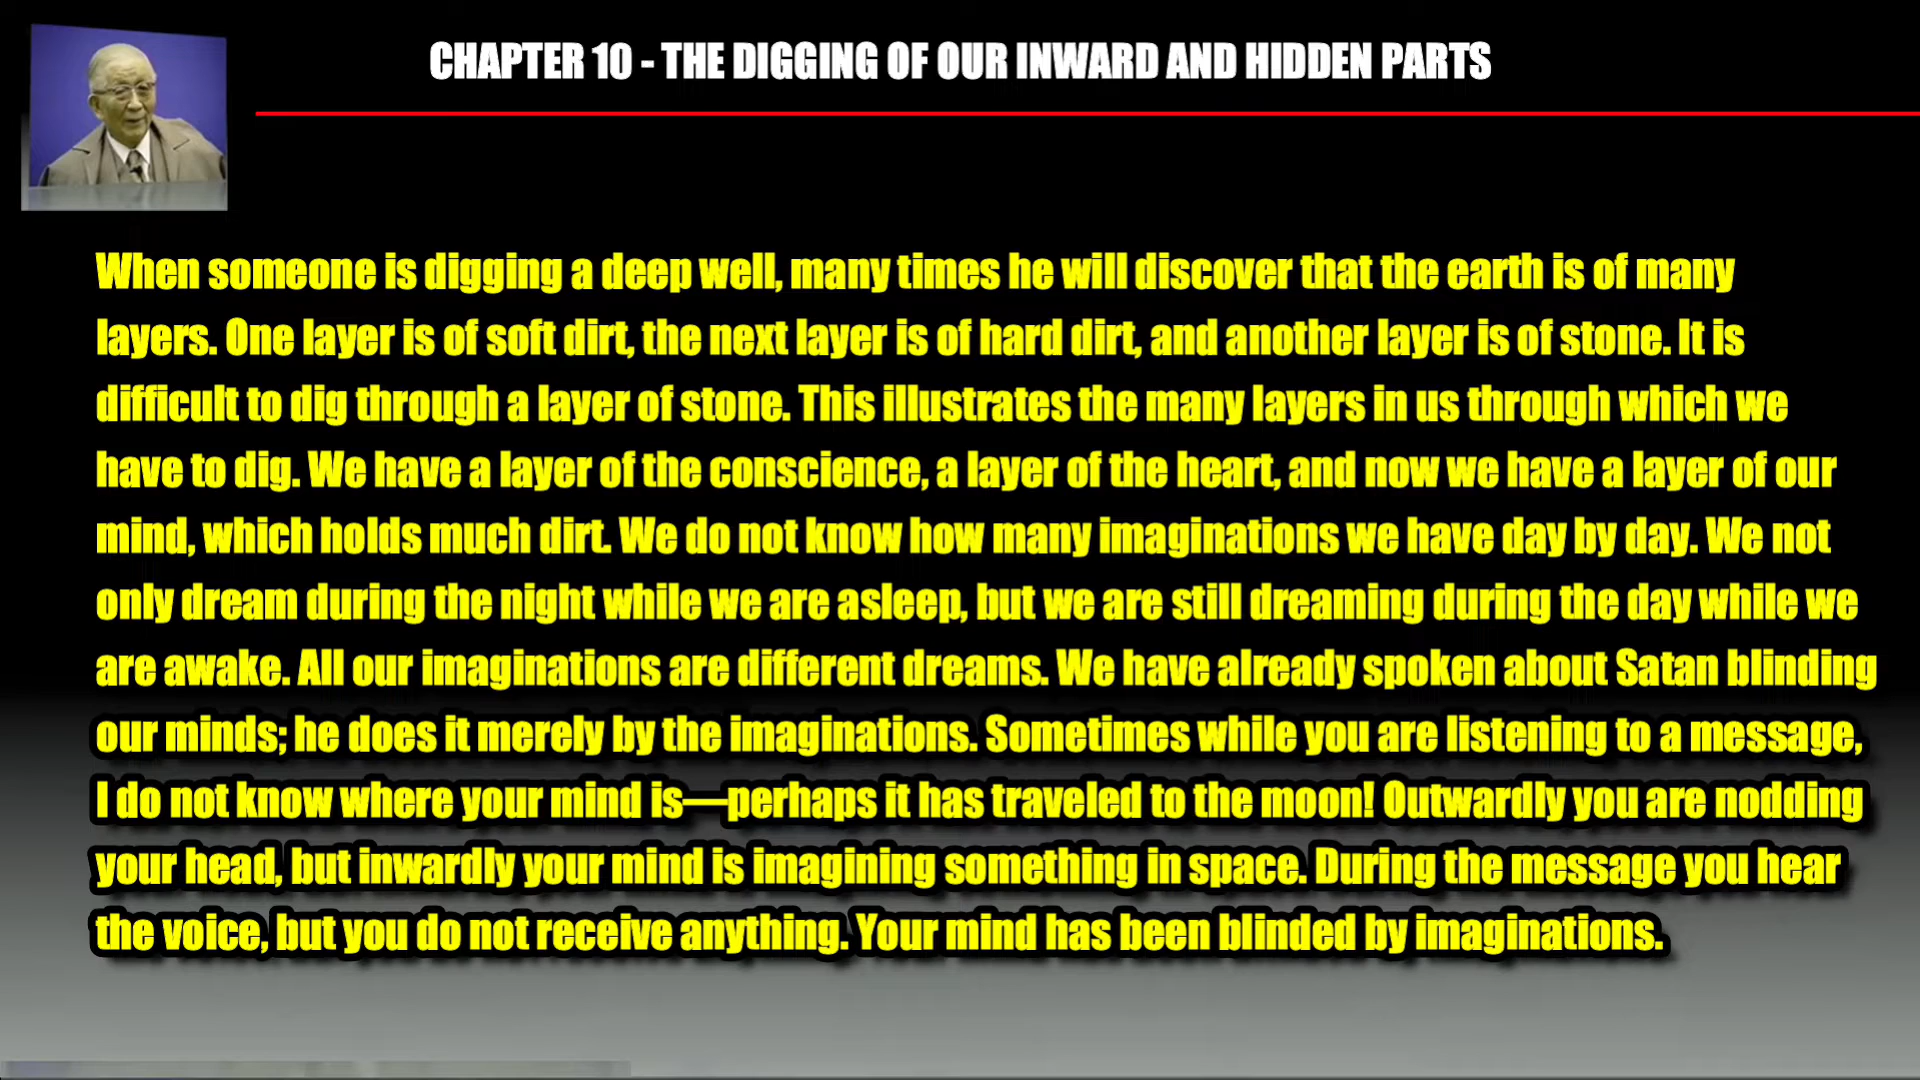 CHAPTER 10 - THE DIGGING OF OUR INWARD AND HIDDEN PARTS
When someone is digging a deep well, many times he will discover that the earth is of many
layers. One layer is of soft dirt, the next layer is of hard dirt, and another layer is of stone. It is
difficult to dig through a layer of stone. This illustrates the many layers in us through which we
have to dig. We have a layer of the conscience, a layer of the heart, and now we have a layer of our
mind, which holds much dirt. We do not know how many imaginations we have day by day. We not
only dream during the night while we are asleep, but we are still dreaming during the day while we
are awake. All our imaginations are different dreams. We have already spoken about Satan blinding
our minds; he does it merely by the imaginations. Sometimes while you are listening to a message,
I do not know where your mind is—perhaps it has traveled to the moon! Outwardly you are nodding
your head, but inwardly your mind is imagining something in space. During the message you hear
the voice, but you do not receive anything. Your mind has been blinded by imaginations.